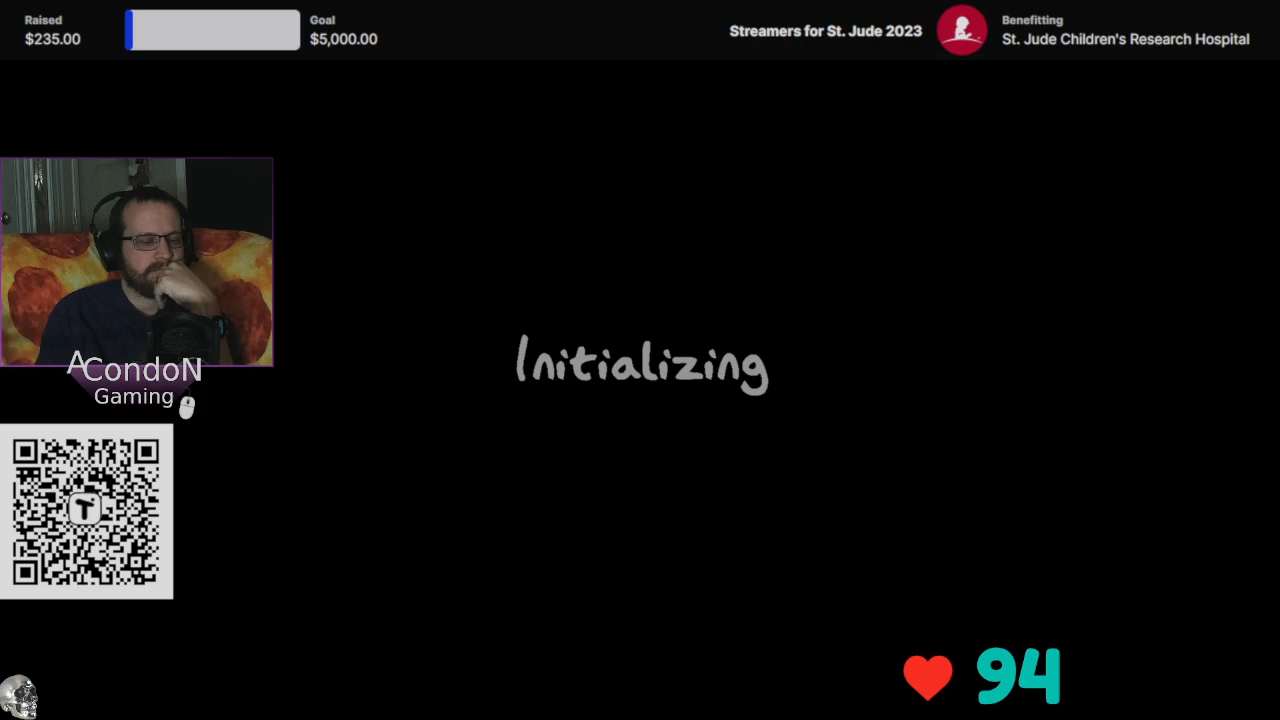 Raised
$235.00
Goal
$5,000.00
Streamers for St. Jude 2023
Benefitting
St. Jude Children's Research Hospital
ACondoN
Gaming
Initializing
T
94